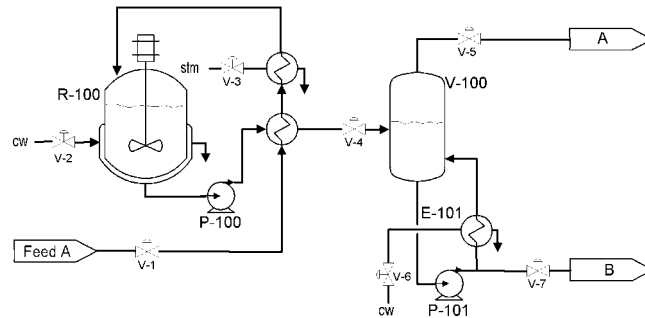 A
V-5
stm
V-3
R-100
V-100
cw
V-2
V-4
P-100
E-101
Feed A
V-1
V-6
B
V-7
cw
P-101